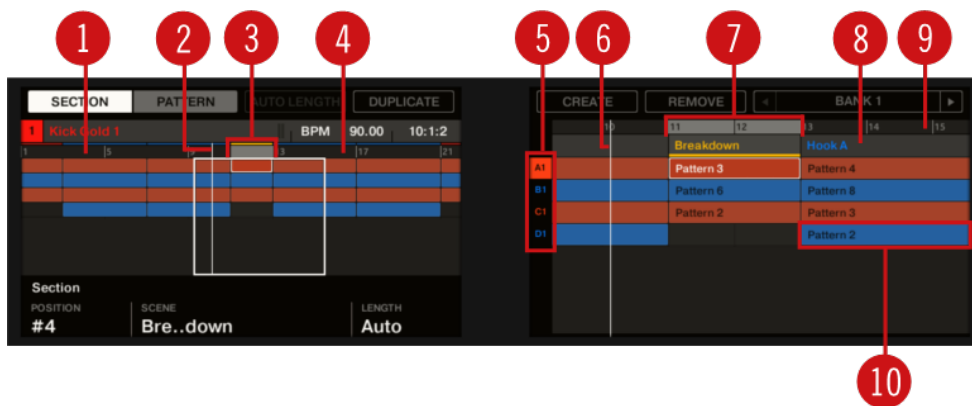 1 2 3 4 5 6 7 8 9
SECTION PATTERN AUTO LENGTH DUPLICATE
1 Kick Gold 1 BPM 90.00 10:1:2
1 5 9 3 17 21
Section
POSITION SCENE LENGTH
#4 Bre..down Auto
CREATE REMOVE BANK 1
10 11 12 13 14 15
Breakdown Hook A
A1 Pattern 3 Pattern 4
B1 Pattern 6 Pattern 8
C1 Pattern 2 Pattern 3
D1 Pattern 2
10